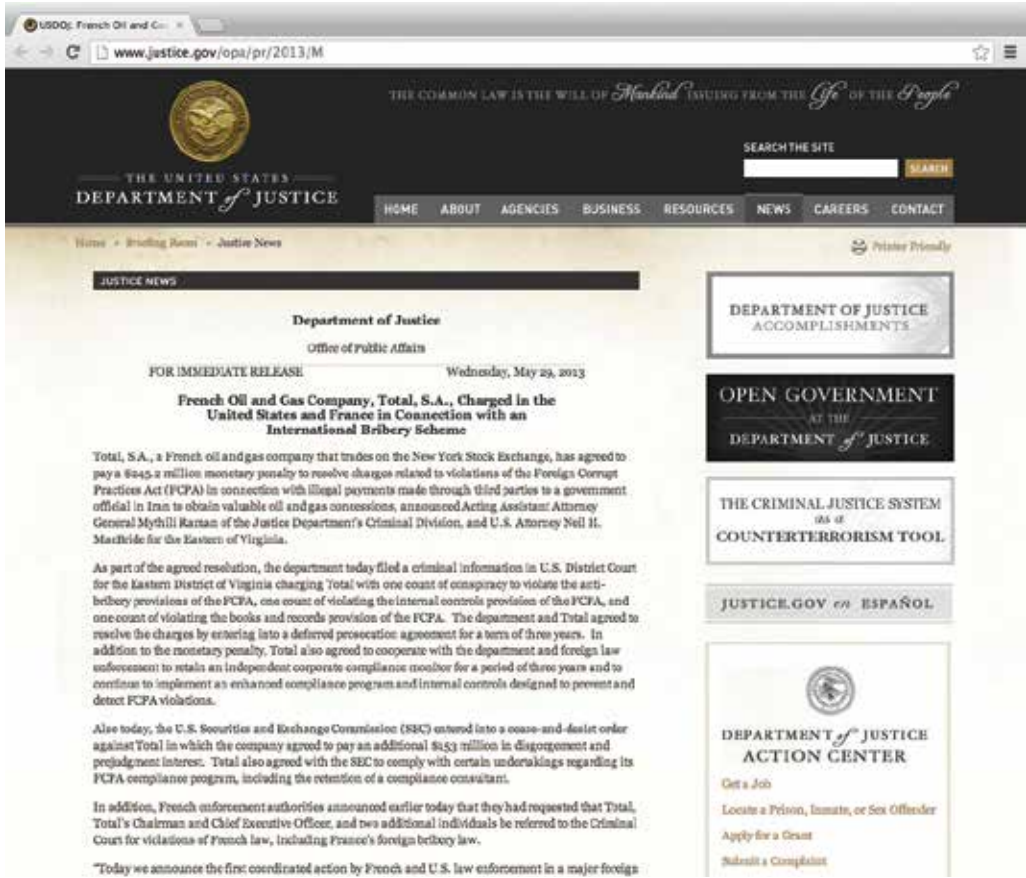 USDOJ: French Oil and G
www.justice.gov/opa/pr/2013/M
THE COMMON LAW IS THE WILL OF Mankind ISSUING FROM THE Life OF THE People
THE UNITED STATES
DEPARTMENT of JUSTICE
SEARCH THE SITE
SEARCH
HOME ABOUT AGENCIES BUSINESS RESOURCES NEWS CAREERS CONTACT
Home » Briefing Room » Justice News
Printer Friendly
JUSTICE NEWS
Department of Justice
Office of Public Affairs
FOR IMMEDIATE RELEASE Wednesday, May 29, 2013
French Oil and Gas Company, Total, S.A., Charged in the
United States and France in Connection with an
International Bribery Scheme
Total, S.A., a French oil and gas company that trades on the New York Stock Exchange, has agreed to
pay a $245.2 million monetary penalty to resolve charges related to violations of the Foreign Corrupt
Practices Act (FCPA) in connection with illegal payments made through third parties to a government
official in Iran to obtain valuable oil and gas concessions, announced Acting Assistant Attorney
General Mythili Raman of the Justice Department's Criminal Division, and U.S. Attorney Neil H.
MacBride for the Eastern of Virginia.
As part of the agreed resolution, the department today filed a criminal information in U.S. District Court
for the Eastern District of Virginia charging Total with one count of conspiracy to violate the anti-
bribery provisions of the FCPA, one count of violating the internal controls provision of the FCPA, and
one count of violating the books and records provision of the FCPA. The department and Total agreed to
resolve the charges by entering into a deferred prosecution agreement for a term of three years. In
addition to the monetary penalty, Total also agreed to cooperate with the department and foreign law
enforcement to retain an independent corporate compliance monitor for a period of three years and to
continue to implement an enhanced compliance program and internal controls designed to prevent and
detect FCPA violations.
Also today, the U.S. Securities and Exchange Commission (SEC) entered into a cease-and-desist order
against Total in which the company agreed to pay an additional $153 million in disgorgement and
prejudgment interest. Total also agreed with the SEC to comply with certain undertakings regarding its
FCPA compliance program, including the retention of a compliance consultant.
In addition, French enforcement authorities announced earlier today that they had requested that Total,
Total's Chairman and Chief Executive Officer, and two additional individuals be referred to the Criminal
Court for violations of French law, including France's foreign bribery law.
"Today we announce the first coordinated action by French and U.S. law enforcement in a major foreign
DEPARTMENT OF JUSTICE
ACCOMPLISHMENTS
OPEN GOVERNMENT
AT THE
DEPARTMENT of JUSTICE
THE CRIMINAL JUSTICE SYSTEM
as a
COUNTERTERRORISM TOOL
JUSTICE.GOV en ESPAÑOL
DEPARTMENT of JUSTICE
ACTION CENTER
Get a Job
Locate a Prison, Inmate, or Sex Offender
Apply for a Grant
Submit a Complaint